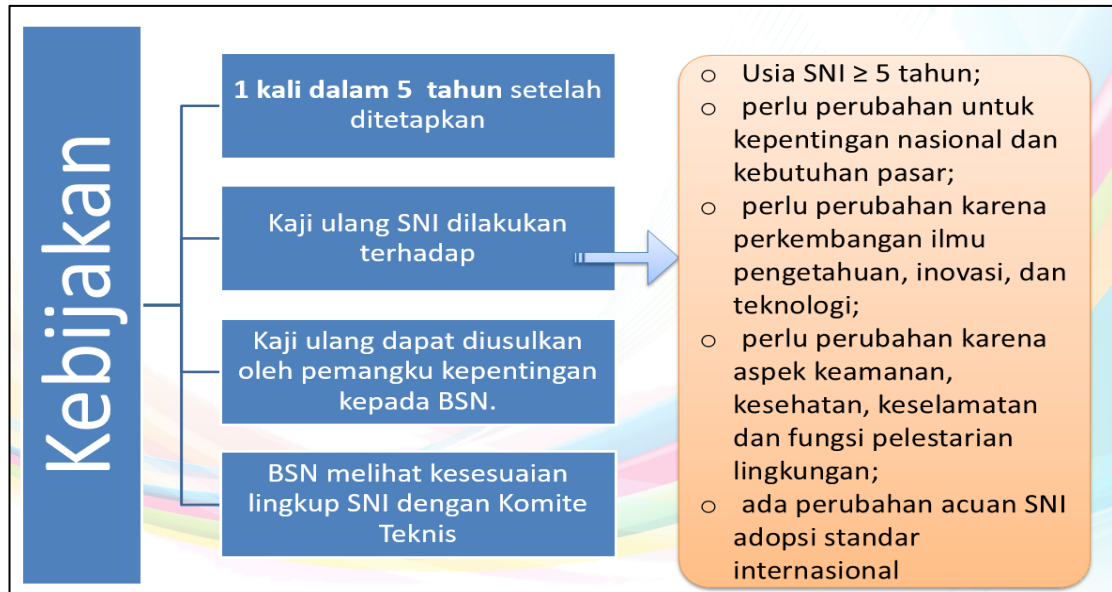 Kebijakan
1 kali dalam 5 tahun setelah
ditetapkan
Kaji ulang SNI dilakukan
terhadap
Kaji ulang dapat diusulkan
oleh pemangku kepentingan
kepada BSN.
BSN melihat kesesuaian
lingkup SNI dengan Komite
Teknis
o Usia SNI ≥ 5 tahun;
o perlu perubahan untuk
kepentingan nasional dan
kebutuhan pasar;
o perlu perubahan karena
perkembangan ilmu
pengetahuan, inovasi, dan
teknologi;
o perlu perubahan karena
aspek keamanan,
kesehatan, keselamatan
dan fungsi pelestarian
lingkungan;
o ada perubahan acuan SNI
adopsi standar
internasional